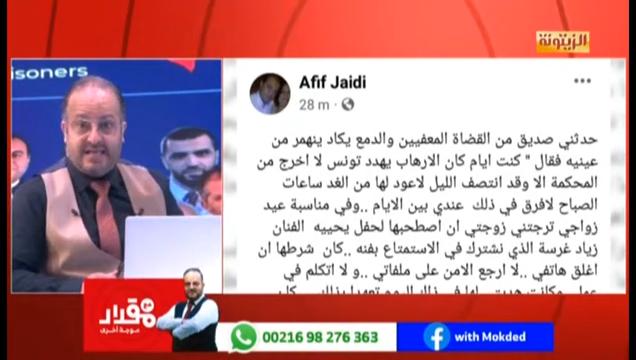 الزيتونة
isoners
Afif Jaidi
28 m
حدثني صديق من القضاة المعفيين والدمع يكاد ينهمر من
عينيه فقال " كنت ايام كان الارهاب يهدد تونس لا اخرج من
المحكمة الا وقد انتصف الليل لاعود لها من الغد ساعات
الصباح لافرق في ذلك عندي بين الايام ..وفي مناسبة عيد
زواجي ترجتني زوجتي ان اصطحبها لحفل يحييه الفنان
زياد غرسة الذي نشترك في الاستمتاع بفنه ..كان شرطها ان
اغلق هاتفي ..لا ارجع الامن على ملفاتي ..و لا اتكلم في
مقداد
موجة أخرى
00216 98 276 363
with Mokded